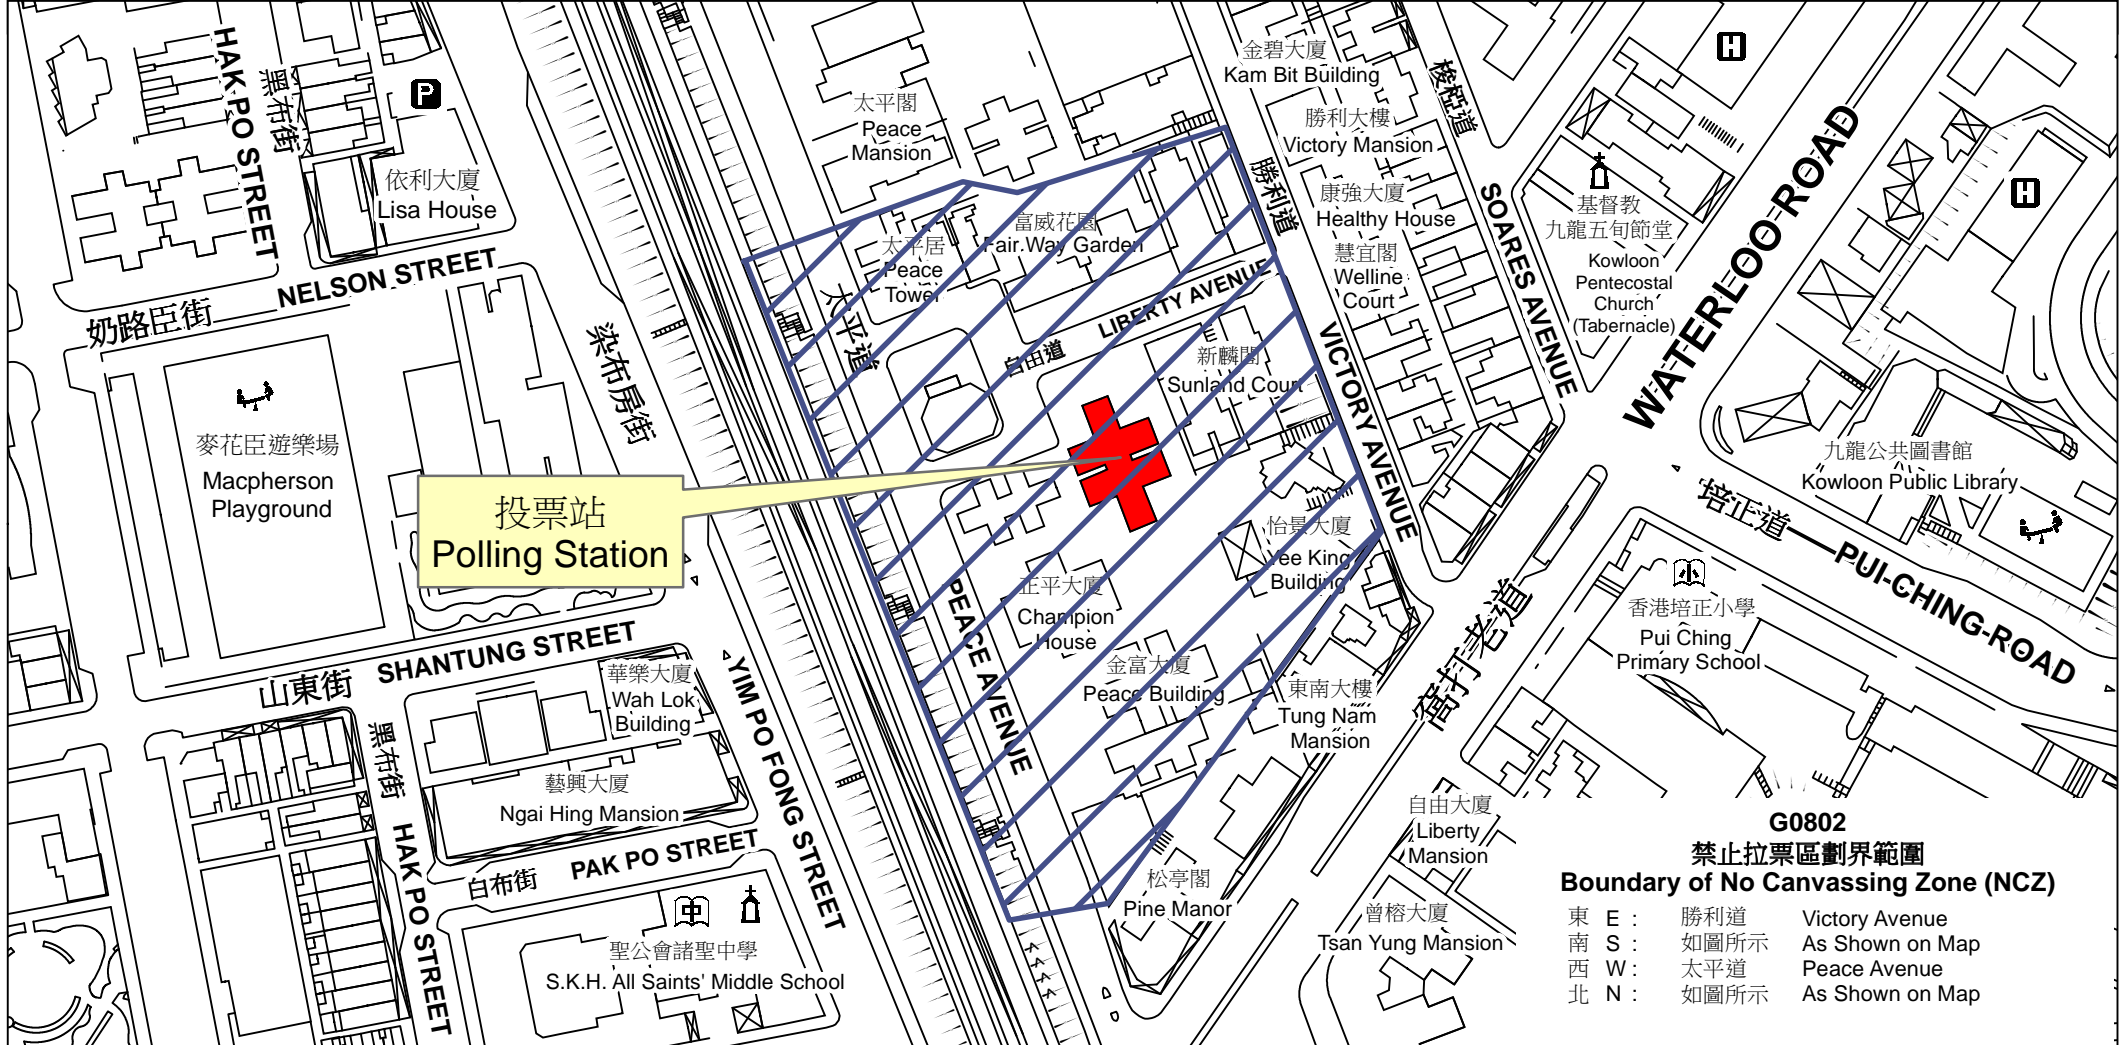 HAK PO STREET
黑布街
P
依利大廈
Lisa House
NELSON STREET
奶路臣街
染布房街
麥花臣遊樂場
Macpherson
Playground
投票站
Polling Station
SHANTUNG STREET
山東街
華樂大廈
Wah Lok
Building
黑布街
藝興大厦
Ngai Hing Mansion
HAK PO STREET
PAK PO STREET
白布街
YIM PO FONG STREET
中
聖公會諸聖中學
S.K.H. All Saints' Middle School
太平閣
Peace
Mansion
太平居
Peace
Tower
富威花園
Fair Way Garden
太平道
自由道
LIBERTY AVENUE
新麟閣
Sunland Court
怡景大廈
Yee King
Building
正平大廈
Champion
House
金富大廈
Peace Building
PEACE AVENUE
東南大樓
Tung Nam
Mansion
松亭閣
Pine Manor
金碧大廈
Kam Bit Building
勝利大樓
Victory Mansion
勝利道
康強大廈
Healthy House
慧宜閣
Welline
Court
VICTORY AVENUE
梭椏道
SOARES AVENUE
H
基督教
九龍五旬節堂
Kowloon
Pentecostal
Church
(Tabernacle)
WATERLOO ROAD
H
九龍公共圖書館
Kowloon Public Library
培正道
PUI CHING ROAD
小
香港培正小學
Pui Ching
Primary School
窩打老道
自由大廈
Liberty
Mansion
曾榕大廈
Tsan Yung Mansion
G0802
禁止拉票區劃界範圍
Boundary of No Canvassing Zone (NCZ)
東 E : 勝利道 Victory Avenue
南 S : 如圖所示 As Shown on Map
西 W : 太平道 Peace Avenue
北 N : 如圖所示 As Shown on Map